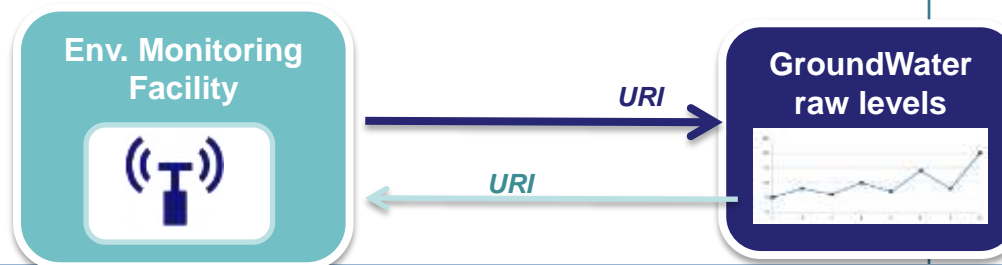 Env. Monitoring
Facility
URI
URI
GroundWater
raw levels